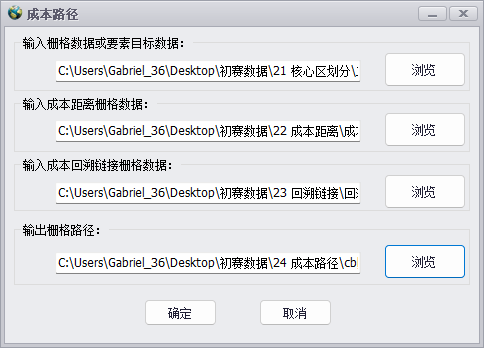 成本路径
输入栅格数据或要素目标数据：
C:\Users\Gabriel_36\Desktop\初赛数据\21 核心区划分\
浏览
输入成本距离栅格数据：
C:\Users\Gabriel_36\Desktop\初赛数据\22 成本距离\成
浏览
输入成本回溯链接栅格数据：
C:\Users\Gabriel_36\Desktop\初赛数据\23 回溯链接\回
浏览
输出栅格路径：
C:\Users\Gabriel_36\Desktop\初赛数据\24 成本路径\cb
浏览
确定
取消